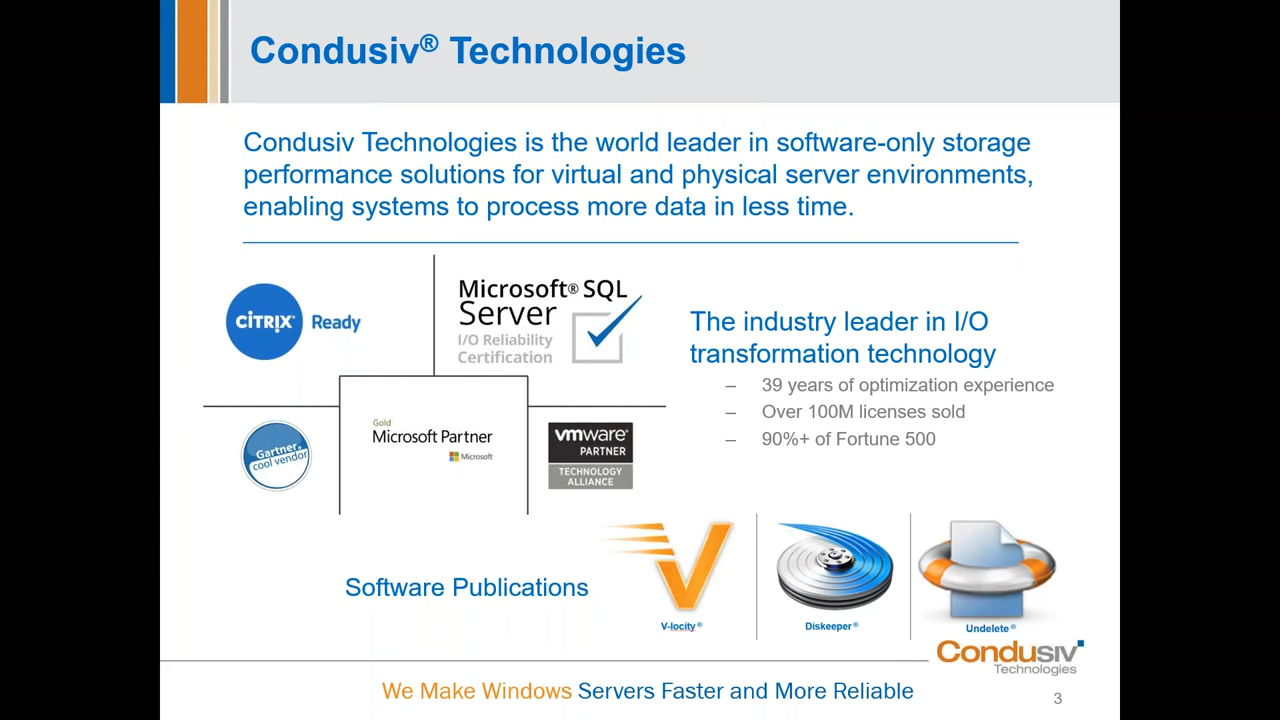 Condusiv® Technologies
Condusiv Technologies is the world leader in software-only storage
performance solutions for virtual and physical server environments,
enabling systems to process more data in less time.
CİTRIX® Ready
Microsoft® SQL
Server
I/O Reliability
Certification
The industry leader in I/O
transformation technology
– 39 years of optimization experience
– Over 100M licenses sold
– 90%+ of Fortune 500
Gartner®
cool vendor
Gold
Microsoft Partner
Microsoft
vmware®
PARTNER
TECHNOLOGY
ALLIANCE
Software Publications
V-locity®
Diskeeper®
Undelete®
Condusiv
Technologies
We Make Windows Servers Faster and More Reliable
3